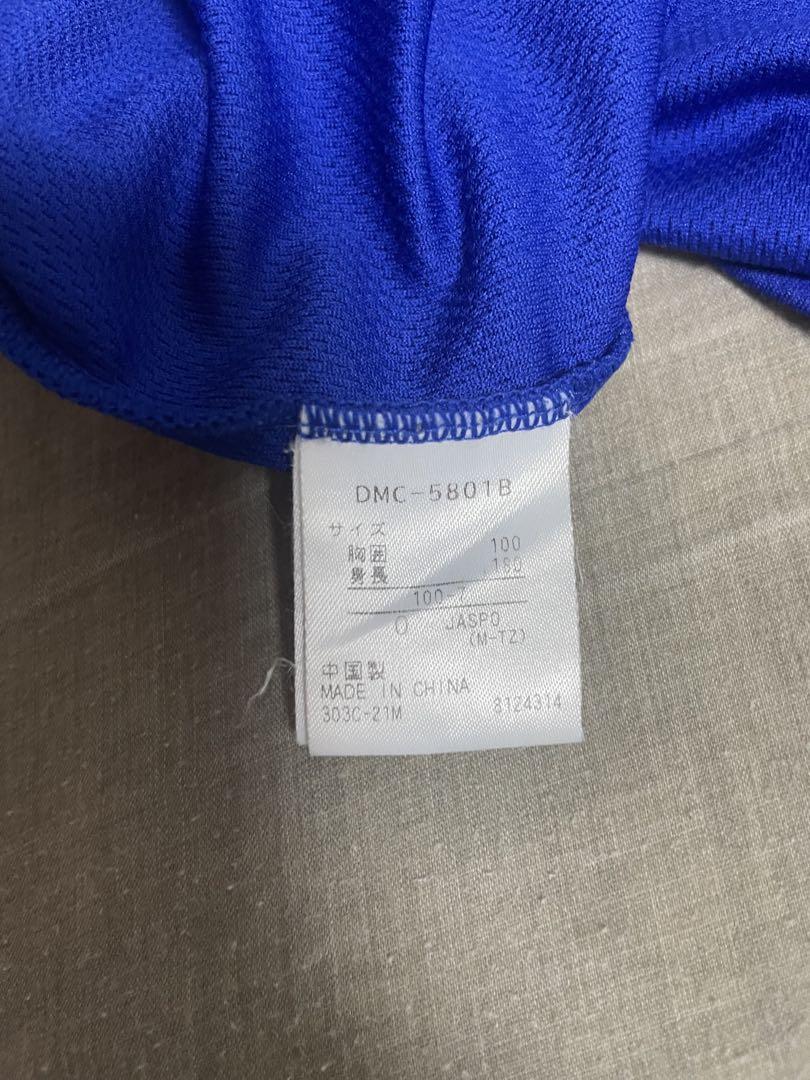 DMC-5801B
サイズ
胸囲 100
身長 180
100-7
O JASPO
(M-TZ)
中国製
MADE IN CHINA
303C-21M 8124314